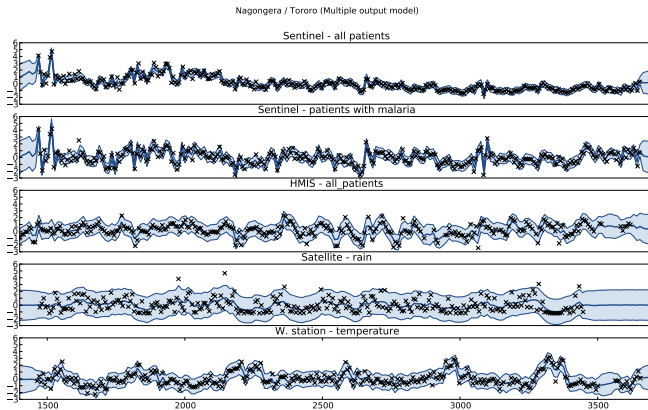 Nagongera / Tororo (Multiple output model)
Sentinel - all patients
Sentinel - patients with malaria
HMIS - all_patients
Satellite - rain
W. station - temperature
1500 2000 2500 3000 3500